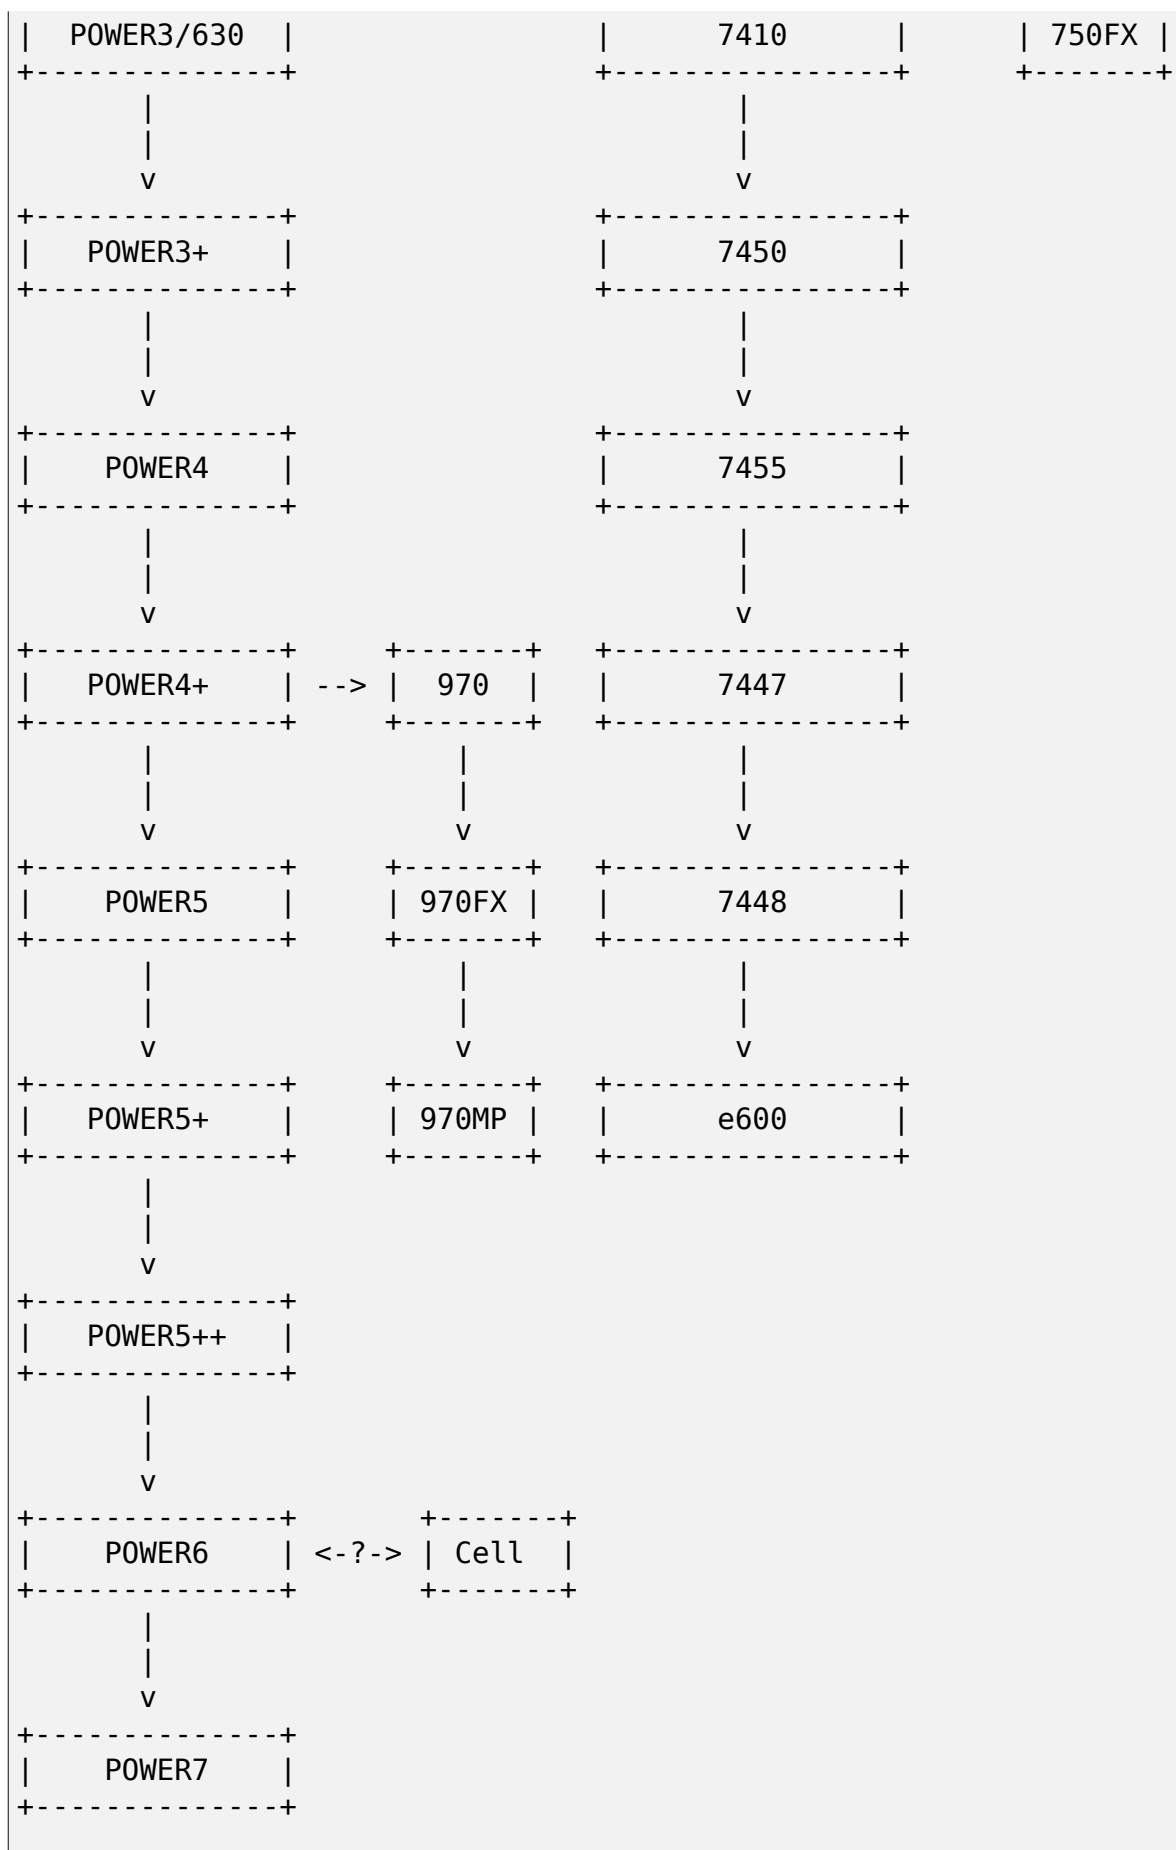 |  POWER3/630  |                  |      7410      |      | 750FX |
+--------------+                  +----------------+      +-------+
       |                                  |
       |                                  |
       v                                  v
+--------------+                  +----------------+
|   POWER3+    |                  |      7450      |
+--------------+                  +----------------+
       |                                  |
       |                                  |
       v                                  v
+--------------+                  +----------------+
|    POWER4    |                  |      7455      |
+--------------+                  +----------------+
       |                                  |
       |                                  |
       v                                  v
+--------------+     +-------+    +----------------+
|   POWER4+    | --> |  970  |    |      7447      |
+--------------+     +-------+    +----------------+
       |                 |                |
       |                 |                |
       v                 v                v
+--------------+     +-------+    +----------------+
|    POWER5    |     | 970FX |    |      7448      |
+--------------+     +-------+    +----------------+
       |                 |                |
       |                 |                |
       v                 v                v
+--------------+     +-------+    +----------------+
|   POWER5+    |     | 970MP |    |      e600      |
+--------------+     +-------+    +----------------+
       |
       |
       v
+--------------+
|   POWER5++   |
+--------------+
       |
       |
       v
+--------------+       +-------+
|    POWER6    | <-?-> | Cell  |
+--------------+       +-------+
       |
       |
       v
+--------------+
|    POWER7    |
+--------------+